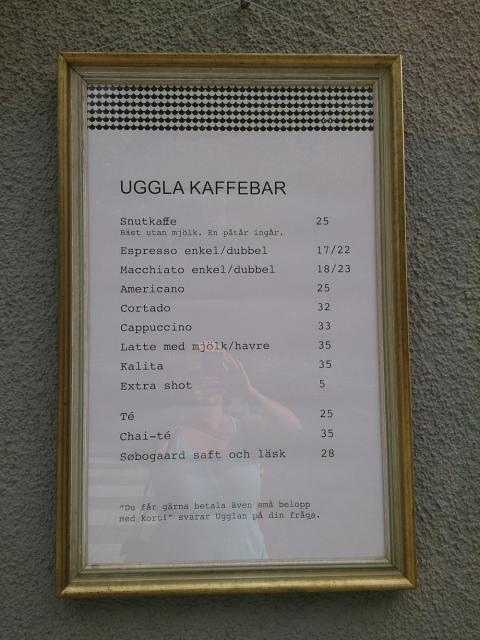 UGGLA KAFFEBAR
Snutkaffe 25
Bäst utan mjölk. En påtår ingår.
Espresso enkel/dubbel 17/22
Macchiato enkel/dubbel 18/23
Americano 25
Cortado 32
Cappuccino 33
Latte med mjölk/havre 35
Kalita 35
Extra shot 5
Té 25
Chai-té 35
Søbogaard saft och läsk 28
"Du får gärna betala även små belopp
med kort!" svarar Ugglan på din fråga.